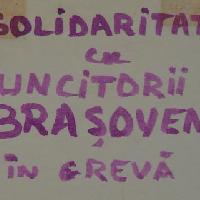 SOLIDARITAT
cu
UNCITORII
BRAȘOVEN
ÎN GREVĂ